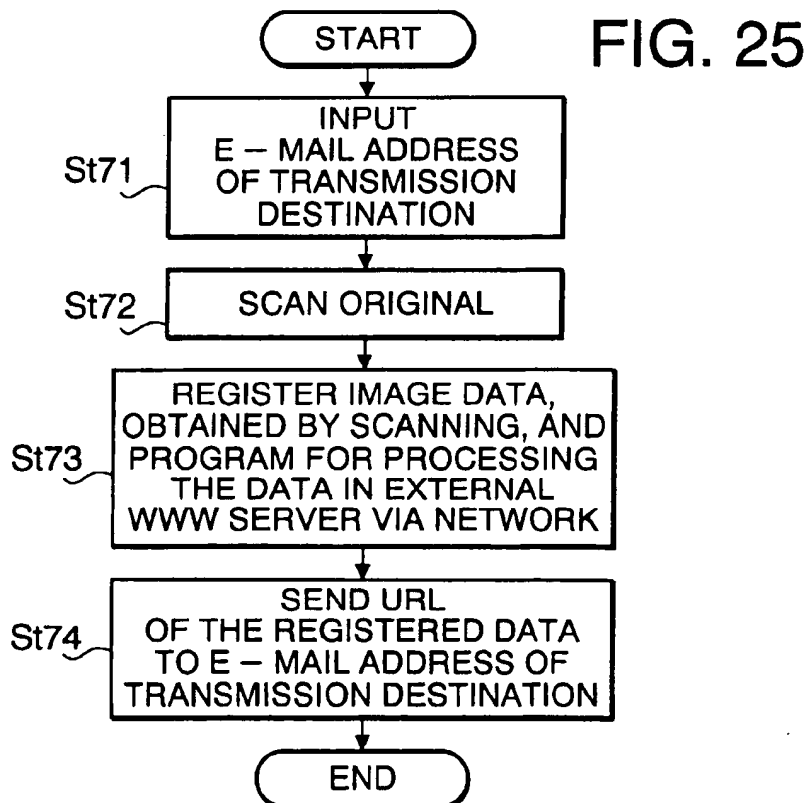 START
FIG. 25
INPUT
E – MAIL ADDRESS
OF TRANSMISSION
DESTINATION
St71
SCAN ORIGINAL
St72
REGISTER IMAGE DATA,
OBTAINED BY SCANNING, AND
PROGRAM FOR PROCESSING
THE DATA IN EXTERNAL
WWW SERVER VIA NETWORK
St73
SEND URL
OF THE REGISTERED DATA
TO E – MAIL ADDRESS OF
TRANSMISSION DESTINATION
St74
END